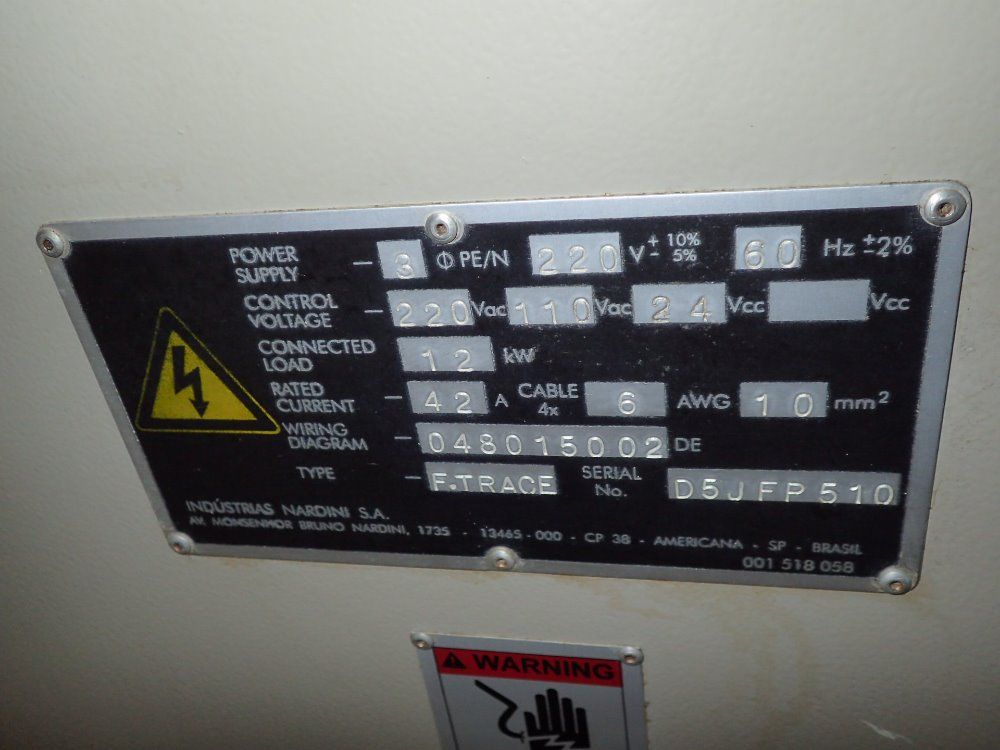 POWER SUPPLY - 3 Φ PE/N 220 V + 10% - 5% 60 Hz ±2%
CONTROL VOLTAGE - 220 Vac 110 Vac 24 Vcc Vcc
CONNECTED LOAD 12 kW
RATED CURRENT - 42 A CABLE 4x 6 AWG 10 mm²
WIRING DIAGRAM - 048015002 DE
TYPE - F.TRACE SERIAL No. D5JFP510
INDÚSTRIAS NARDINI S.A.
AV. MONSENHOR BRUNO NARDINI, 1735 - 13465-000 - CP 38 - AMERICANA - SP - BRASIL
001 518 058
WARNING